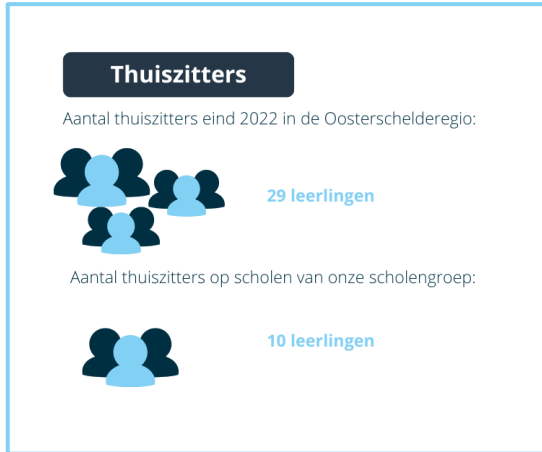 Thuiszitters
Aantal thuiszitters eind 2022 in de Oosterschelderegio:
29 leerlingen
Aantal thuiszitters op scholen van onze scholengroep:
10 leerlingen